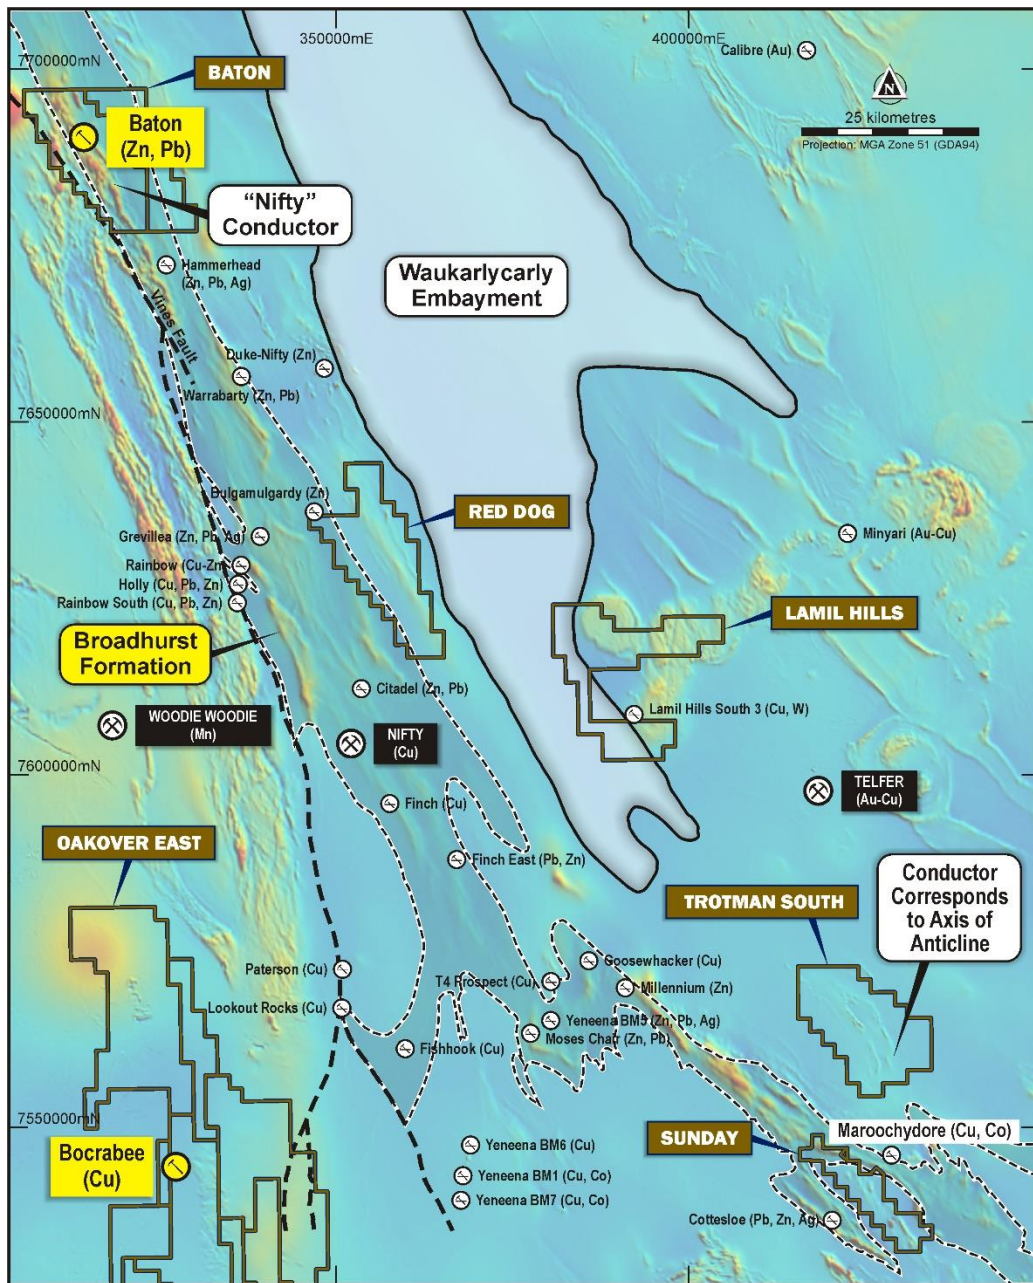 350000mE
400000mE
Calibre (Au)
7700000mN
BATON
N
25 kilometres
Projection: MGA Zone 51 (GDA94)
Baton
(Zn, Pb)
“Nifty”
Conductor
Hammerhead
(Zn, Pb, Ag)
Waukarlycarly
Embayment
Vines Fault
Duke-Nifty (Zn)
Warrabarty (Zn, Pb)
7650000mN
Bulgamulgardy (Zn)
RED DOG
Grevillea (Zn, Pb, Ag)
Minyari (Au-Cu)
Rainbow (Cu-Zn)
Holly (Cu, Pb, Zn)
Rainbow South (Cu, Pb, Zn)
LAMIL HILLS
Broadhurst
Formation
Citadel (Zn, Pb)
Lamil Hills South 3 (Cu, W)
WOODIE WOODIE
(Mn)
NIFTY
(Cu)
7600000mN
TELFER
(Au-Cu)
Finch (Cu)
OAKOVER EAST
Finch East (Pb, Zn)
Conductor
Corresponds
to Axis of
Anticline
TROTMAN SOUTH
Paterson (Cu)
Goosewhacker (Cu)
T4 Prospect (Cu)
Millennium (Zn)
Lookout Rocks (Cu)
Yeneena BM5 (Zn, Pb, Ag)
Moses Chair (Zn, Pb)
Fishhook (Cu)
7550000mN
SUNDAY
Maroochydore (Cu, Co)
Bocrabee
(Cu)
Yeneena BM6 (Cu)
Yeneena BM1 (Cu, Co)
Yeneena BM7 (Cu, Co)
Cottesloe (Pb, Zn, Ag)